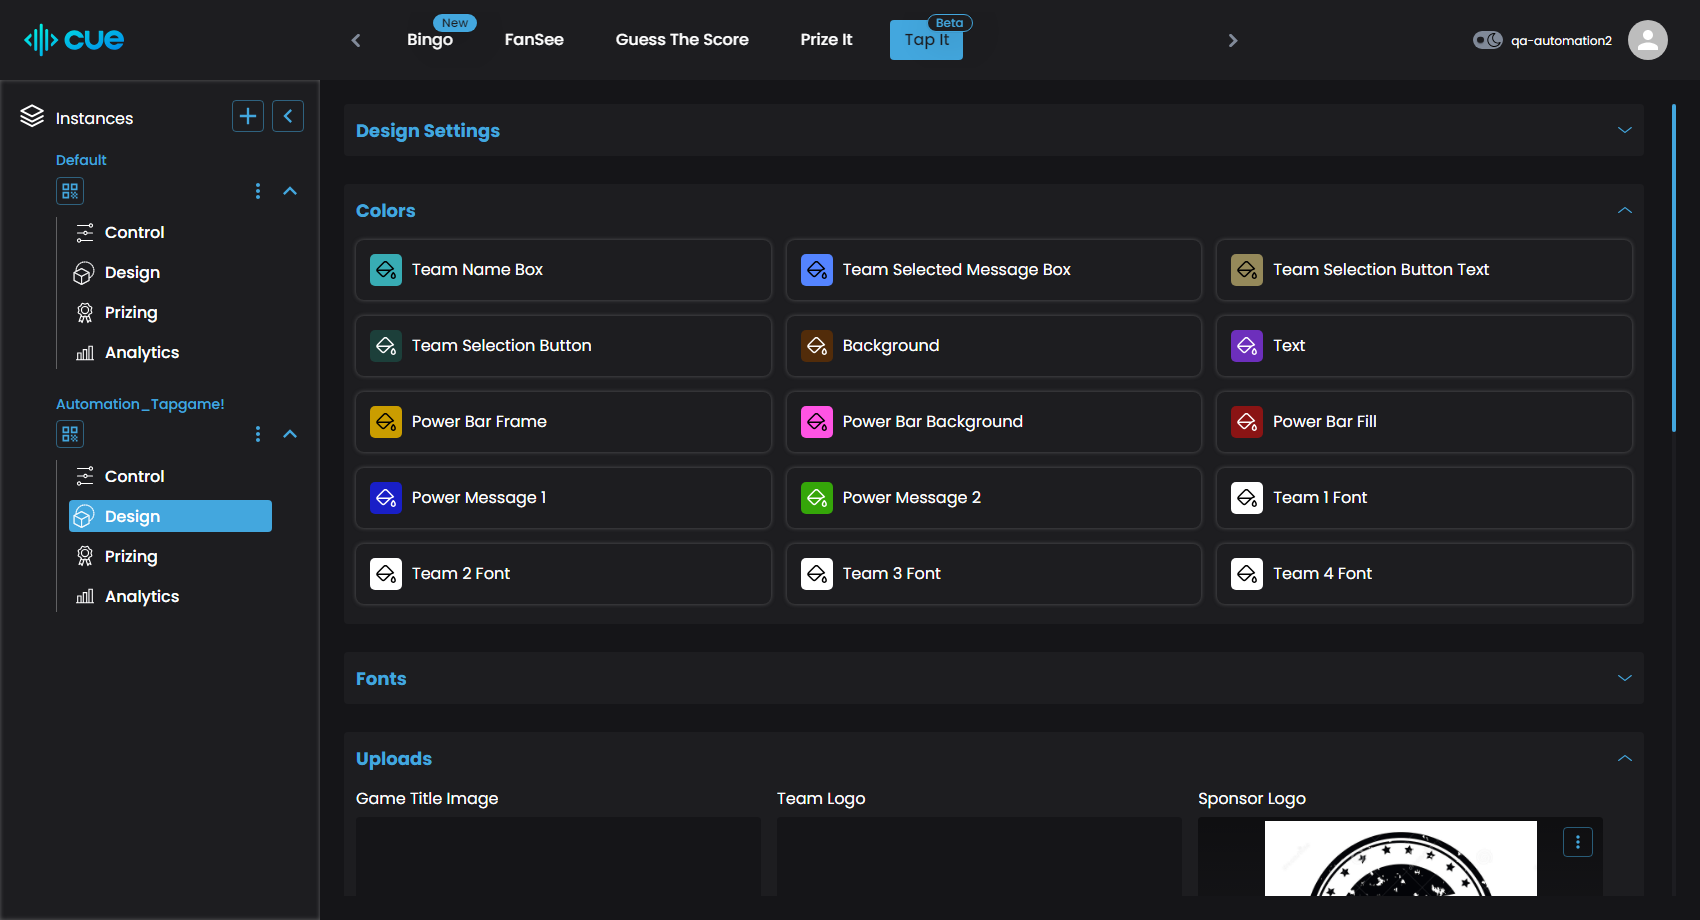 cue
New
Bingo
FanSee
Guess The Score
Prize It
Beta
Tap It
qa-automation2
Instances
Default
Control
Design
Prizing
Analytics
Automation_Tapgame!
Control
Design
Prizing
Analytics
Design Settings
Colors
Team Name Box
Team Selected Message Box
Team Selection Button Text
Team Selection Button
Background
Text
Power Bar Frame
Power Bar Background
Power Bar Fill
Power Message 1
Power Message 2
Team 1 Font
Team 2 Font
Team 3 Font
Team 4 Font
Fonts
Uploads
Game Title Image
Team Logo
Sponsor Logo